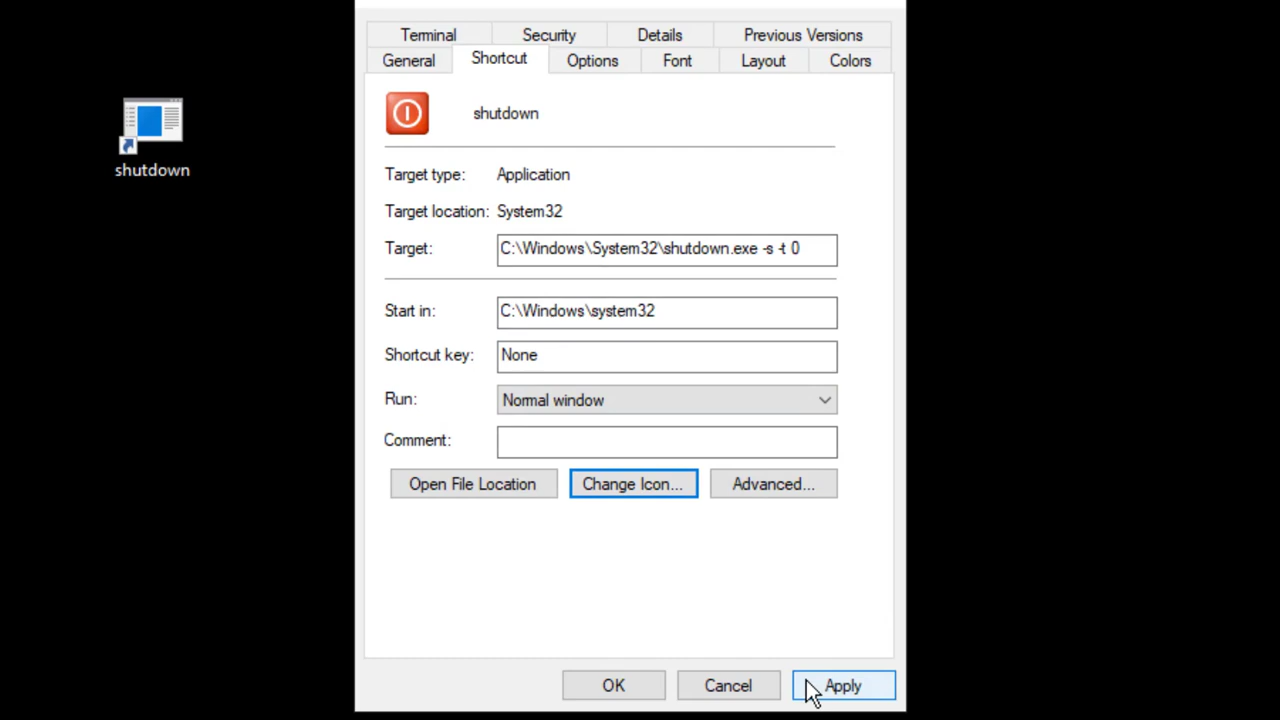 Terminal Security Details Previous Versions
General Shortcut Options Font Layout Colors
shutdown
shutdown
Target type: Application
Target location: System32
Target: C:\Windows\System32\shutdown.exe -s -t 0
Start in: C:\Windows\system32
Shortcut key: None
Run: Normal window
Comment:
Open File Location Change Icon... Advanced...
OK Cancel Apply